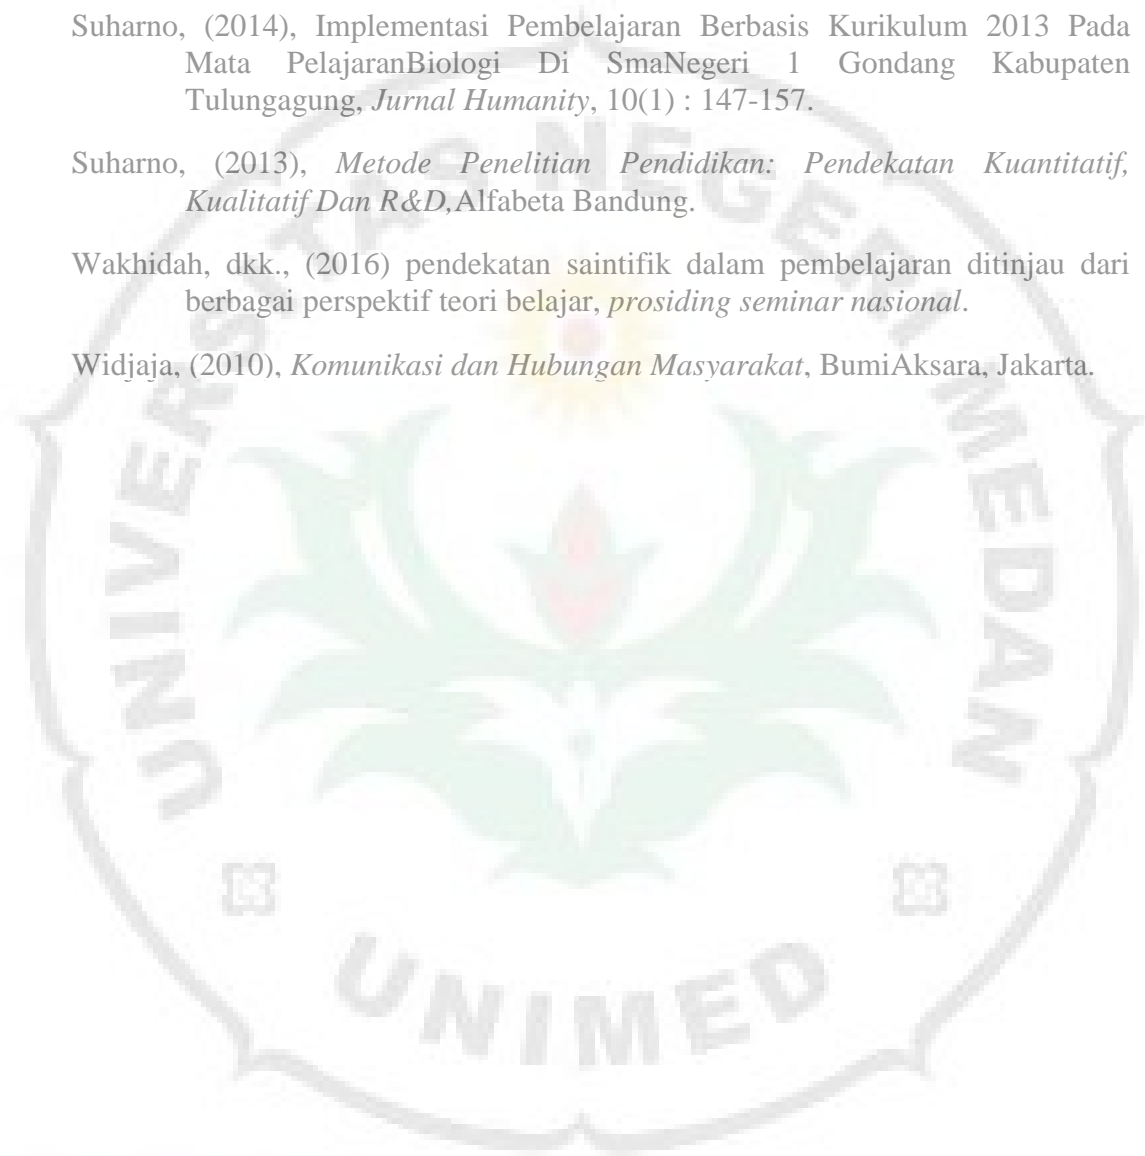 Suharno, (2014), Implementasi Pembelajaran Berbasis Kurikulum 2013 Pada
Mata PelajaranBiologi Di SmaNegeri 1 Gondang Kabupaten
Tulungagung, Jurnal Humanity, 10(1) : 147-157.
Suharno, (2013), Metode Penelitian Pendidikan: Pendekatan Kuantitatif,
Kualitatif Dan R&D,Alfabeta Bandung.
Wakhidah, dkk., (2016) pendekatan saintifik dalam pembelajaran ditinjau dari
berbagai perspektif teori belajar, prosiding seminar nasional.
Widjaja, (2010), Komunikasi dan Hubungan Masyarakat, BumiAksara, Jakarta.
UNIVERSITAS NEGERI MEDAN
UNIMED